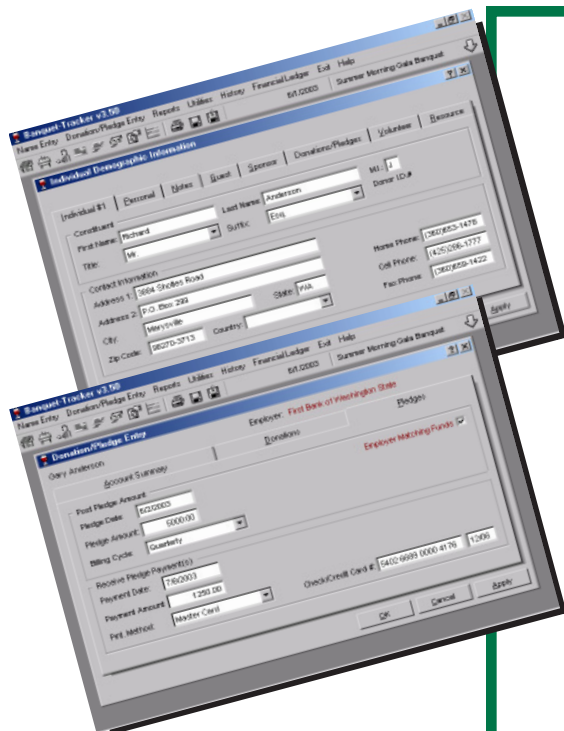 Banquet-Tracker v3.50
Name Entry Donation/Pledge Entry Reports Utilities History Financial Ledger Exit Help
6/1/2003 Summer Morning Gala Banquet
Individual Demographic Information
Individual #1 Personal Notes Guest Sponsor Donations/Pledges Volunteer Resource
Constituent
First Name: Richard Last Name: Anderson M.I.: J
Title: Mr. Suffix: Esq. Donor I.D.#
Contact Information
Address 1: 3884 Sholtes Road Home Phone: (360)653-1478
Address 2: P.O. Box 299 Cell Phone: (425)286-1777
City: Marysville State: WA Fax Phone: (360)659-1422
Zip Code: 98270-3713 Country:
Apply
Banquet-Tracker v3.50
Name Entry Donation/Pledge Entry Reports Utilities History Financial Ledger Exit Help
6/1/2003 Summer Morning Gala Banquet
Donation/Pledge Entry
Gary Anderson Employer: First Bank of Washington State
Account Summary Donations Pledges
Post Pledge Amount Employer Matching Funds
Pledge Date: 6/2/2003
Pledge Amount: 5000.00
Billing Cycle: Quarterly
Receive Pledge Payment(s)
Payment Date: 7/6/2003
Payment Amount 1250.00 Check/Credit Card #: 5402 6699 0000 4176 12/06
Pmt. Method: Master Card
OK Cancel Apply